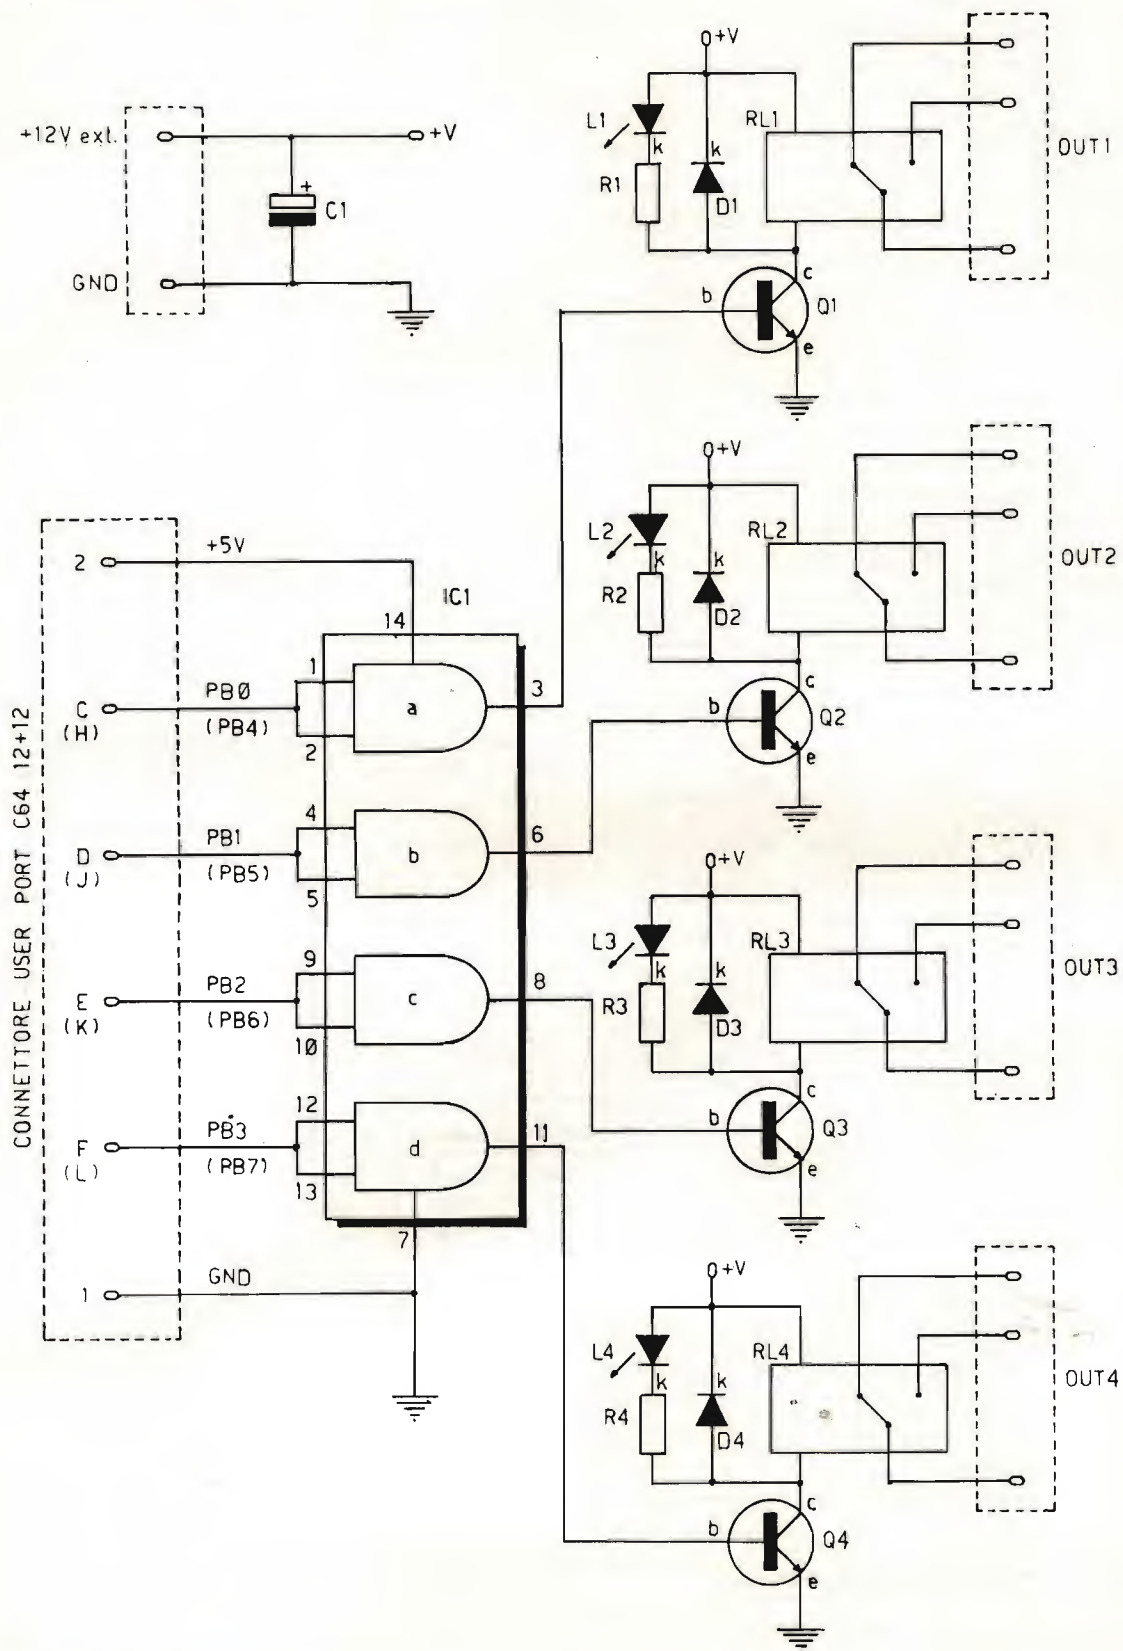 +12V ext.
+V
+
C1
GND
0+V
L1
k
k
RL1
R1
D1
OUT1
c
b
Q1
e
0+V
L2
k
k
RL2
R2
D2
OUT2
c
b
Q2
e
CONNETTORE USER PORT C64 12+12
2
+5V
IC1
14
1
C
(H)
PBØ
(PB4)
a
3
2
4
D
(J)
PB1
(PB5)
b
6
5
9
E
(K)
PB2
(PB6)
c
8
10
12
F
(L)
PB3
(PB7)
d
11
13
7
1
GND
0+V
L3
k
k
RL3
R3
D3
OUT3
c
b
Q3
e
0+V
L4
k
k
RL4
R4
D4
OUT4
c
b
Q4
e